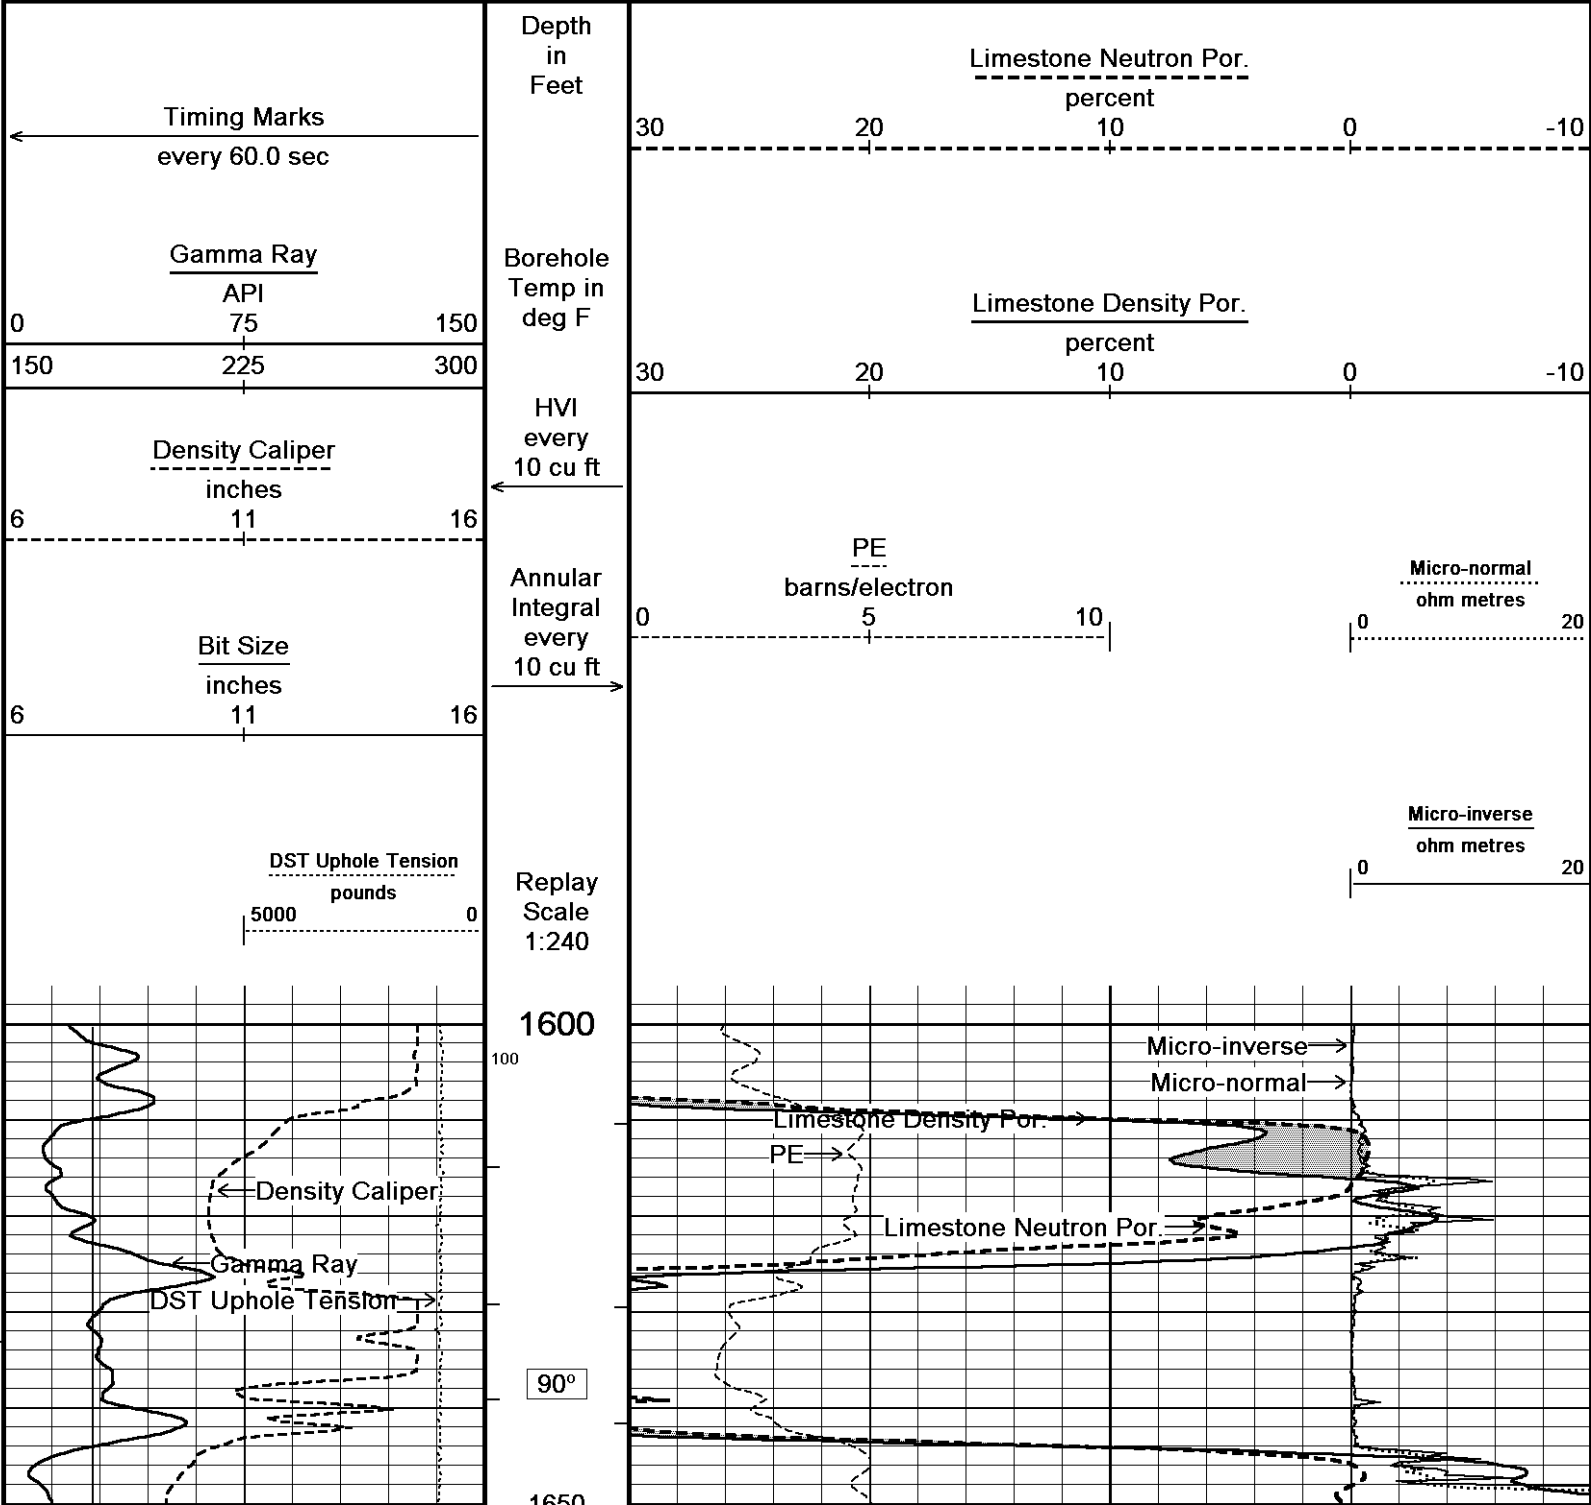 Timing Marks
every 60.0 sec
Gamma Ray
API
0 75 150
150 225 300
Density Caliper
inches
6 11 16
Bit Size
inches
6 11 16
DST Uphole Tension
pounds
5000 0
Depth
in
Feet
Borehole
Temp in
deg F
HVI
every
10 cu ft
Annular
Integral
every
10 cu ft
Replay
Scale
1:240
Limestone Neutron Por.
percent
30 20 10 0 -10
Limestone Density Por.
percent
30 20 10 0 -10
PE
barns/electron
0 5 10
Micro-normal
ohm metres
0 20
Micro-inverse
ohm metres
0 20
1600
100
Micro-inverse
Micro-normal
Limestone Density Por.
PE
Density Caliper
Limestone Neutron Por.
Gamma Ray
DST Uphole Tension
90º
1650